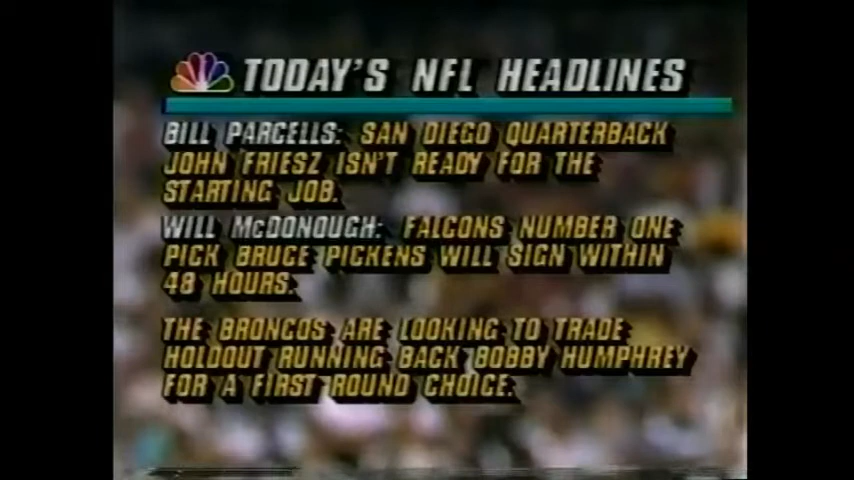 TODAY'S NFL HEADLINES
BILL PARCELLS: SAN DIEGO QUARTERBACK
JOHN FRIESZ ISN'T READY FOR THE
STARTING JOB.
WILL McDONOUGH: FALCONS NUMBER ONE
PICK BRUCE PICKENS WILL SIGN WITHIN
48 HOURS.
THE BRONCOS ARE LOOKING TO TRADE
HOLDOUT RUNNING BACK BOBBY HUMPHREY
FOR A FIRST ROUND CHOICE.